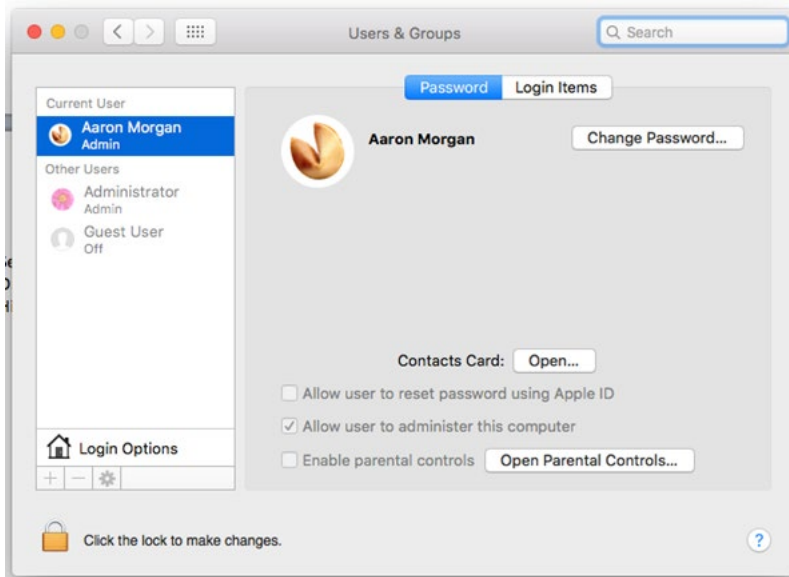 Users & Groups
Search
Password
Login Items
Current User
Aaron Morgan
Admin
Other Users
Administrator
Admin
Guest User
Off
Login Options
Aaron Morgan
Change Password...
Contacts Card:
Open...
Allow user to reset password using Apple ID
Allow user to administer this computer
Enable parental controls
Open Parental Controls...
Click the lock to make changes.
?